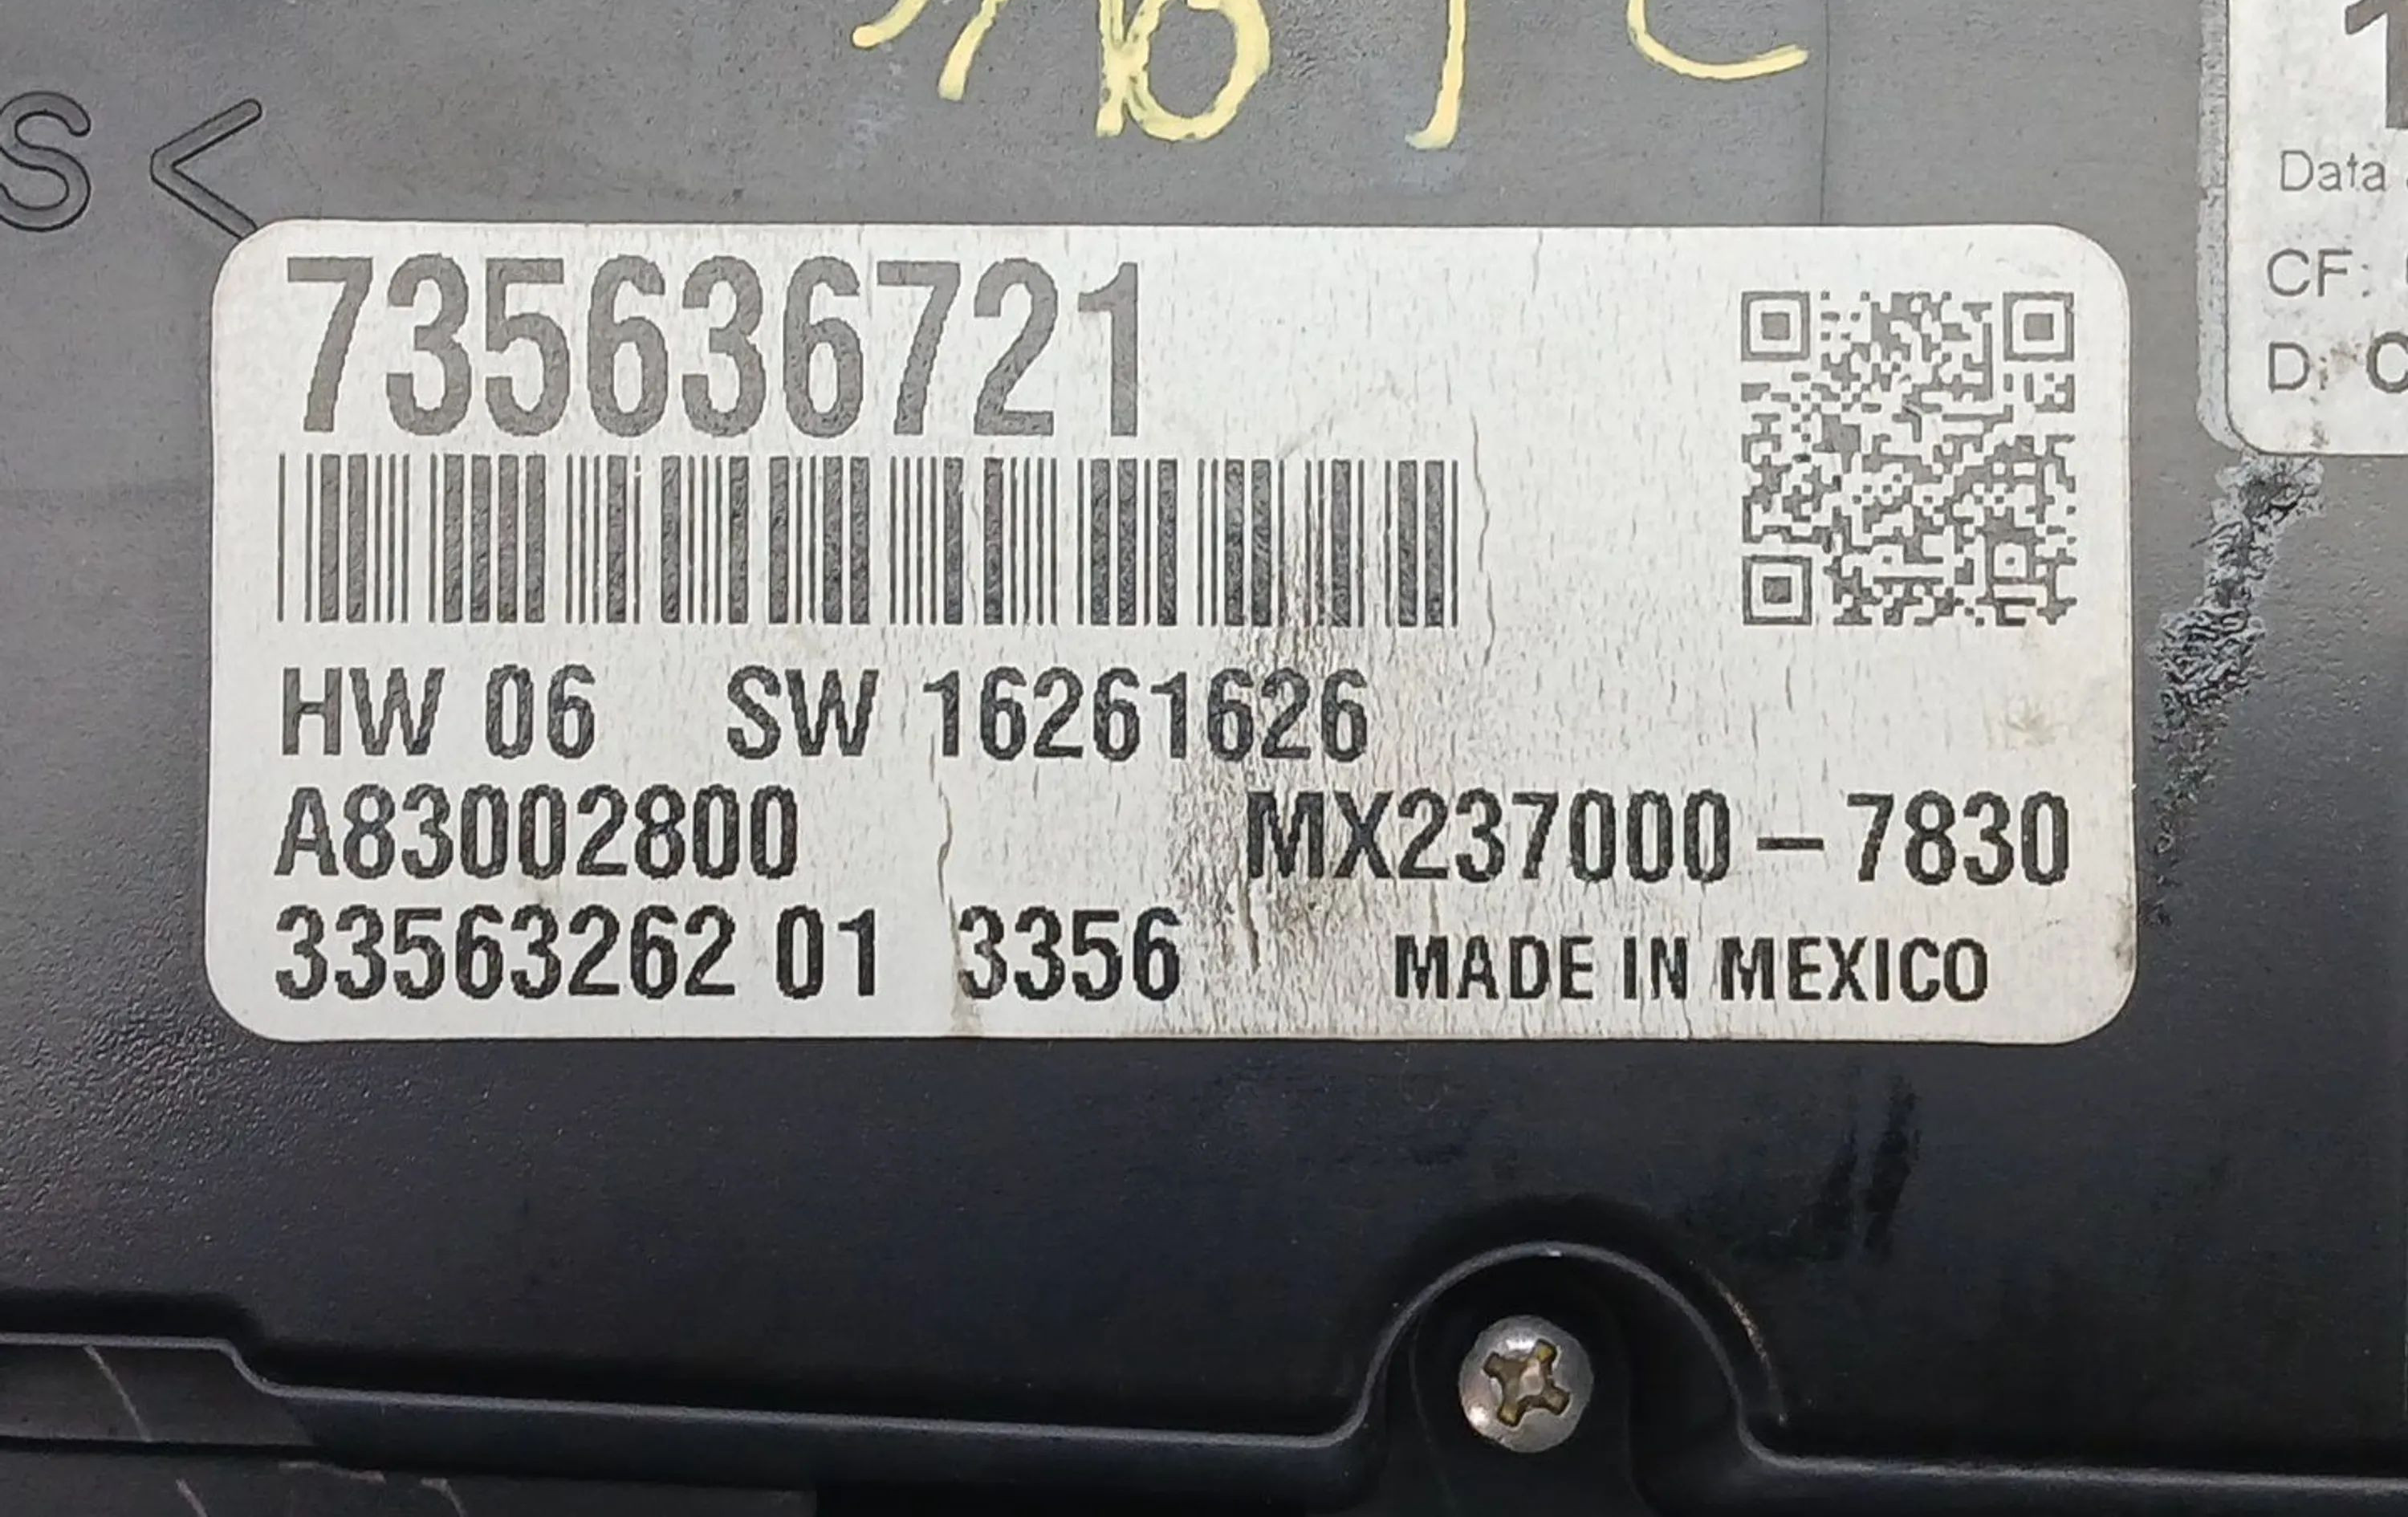 S<
735636721
HW 06 SW 16261626
A83002800 MX237000-7830
33563262 01 3356 MADE IN MEXICO
Data
CF:
D: